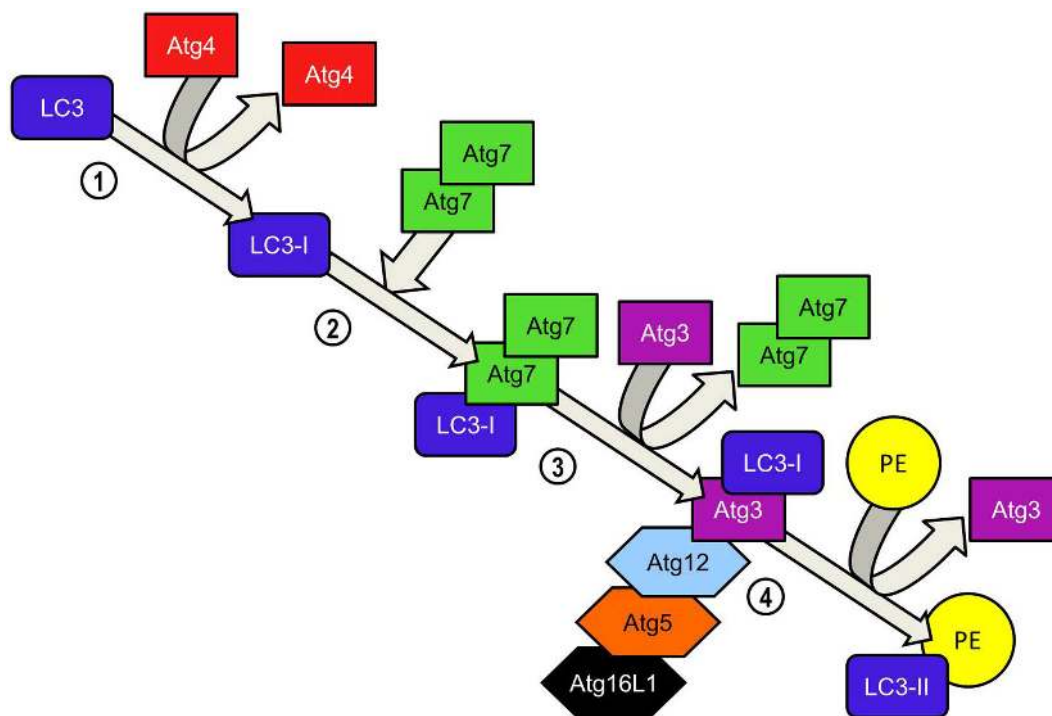 Atg4
Atg4
LC3
1
Atg7
Atg7
LC3-I
2
Atg7
Atg7
LC3-I
Atg3
Atg7
Atg7
3
LC3-I
Atg3
PE
Atg3
Atg12
4
Atg5
Atg16L1
PE
LC3-II